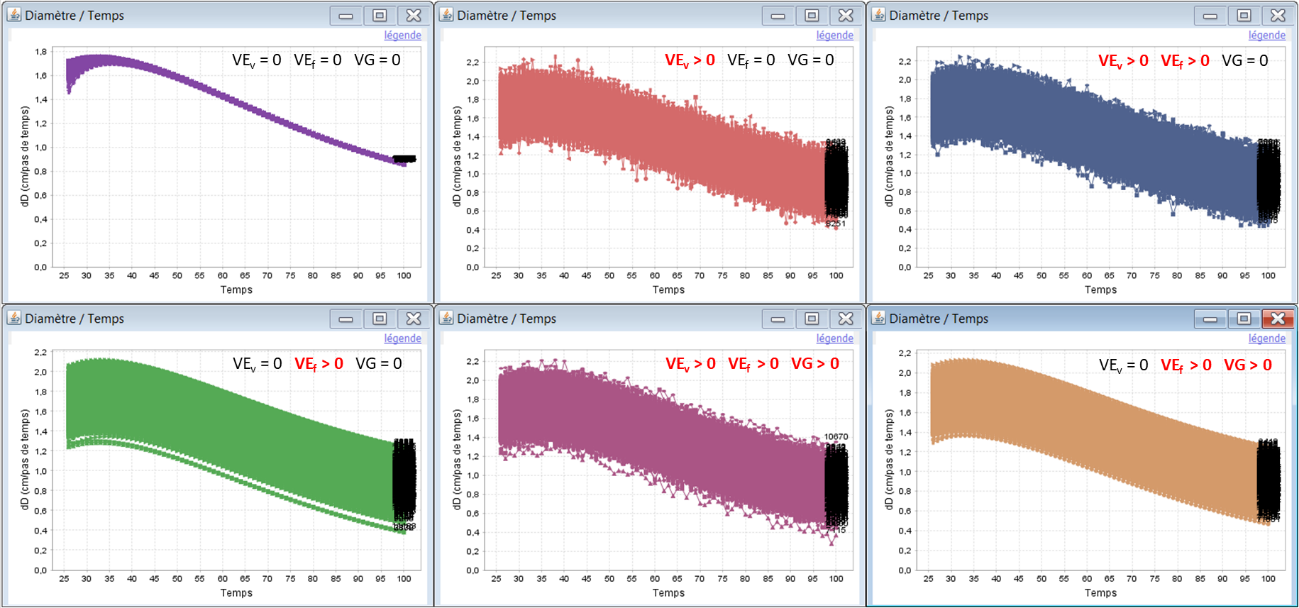 Diamètre / Temps
légende
VEv = 0 VEf = 0 VG = 0
dD (cm/pas de temps)
1,8
1,6
1,4
1,2
1,0
0,8
0,6
0,4
0,2
0,0
25 30 35 40 45 50 55 60 65 70 75 80 85 90 95 100
Temps
Diamètre / Temps
légende
VEv > 0 VEf = 0 VG = 0
dD (cm/pas de temps)
2,2
2,0
1,8
1,6
1,4
1,2
1,0
0,8
0,6
0,4
0,2
0,0
25 30 35 40 45 50 55 60 65 70 75 80 85 90 95 100
Temps
Diamètre / Temps
légende
VEv > 0 VEf > 0 VG = 0
dD (cm/pas de temps)
2,2
2,0
1,8
1,6
1,4
1,2
1,0
0,8
0,6
0,4
0,2
0,0
25 30 35 40 45 50 55 60 65 70 75 80 85 90 95 100
Temps
Diamètre / Temps
légende
VEv = 0 VEf > 0 VG = 0
dD (cm/pas de temps)
2,2
2,0
1,8
1,6
1,4
1,2
1,0
0,8
0,6
0,4
0,2
0,0
25 30 35 40 45 50 55 60 65 70 75 80 85 90 95 100
Temps
Diamètre / Temps
légende
VEv > 0 VEf > 0 VG > 0
dD (cm/pas de temps)
2,2
2,0
1,8
1,6
1,4
1,2
1,0
0,8
0,6
0,4
0,2
0,0
10670
25 30 35 40 45 50 55 60 65 70 75 80 85 90 95 100
Temps
Diamètre / Temps
légende
VEv = 0 VEf > 0 VG > 0
dD (cm/pas de temps)
2,2
2,0
1,8
1,6
1,4
1,2
1,0
0,8
0,6
0,4
0,2
0,0
25 30 35 40 45 50 55 60 65 70 75 80 85 90 95 100
Temps